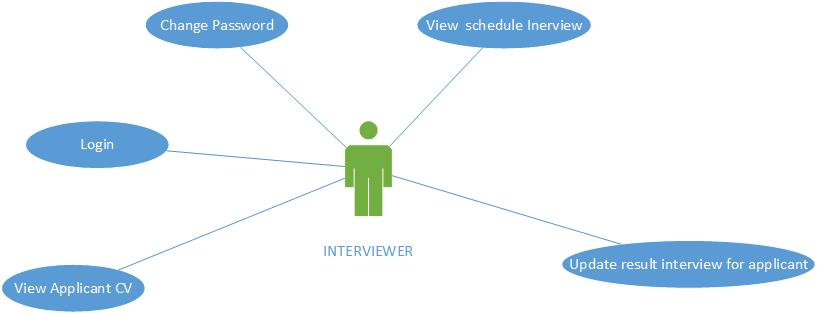 Change Password
View schedule Inerview
Login
INTERVIEWER
Update result interview for applicant
View Applicant CV